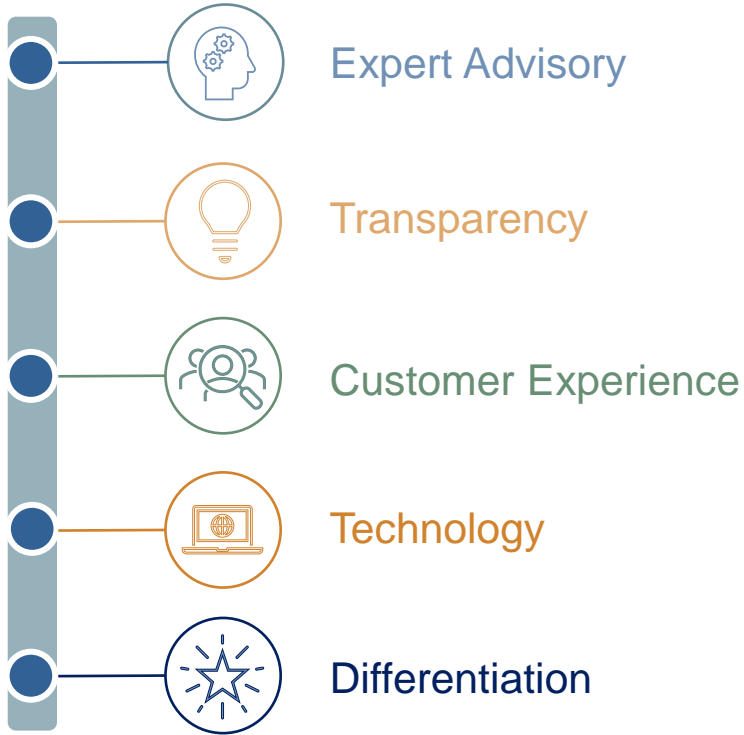 Expert Advisory
Transparency
Customer Experience
Technology
Differentiation